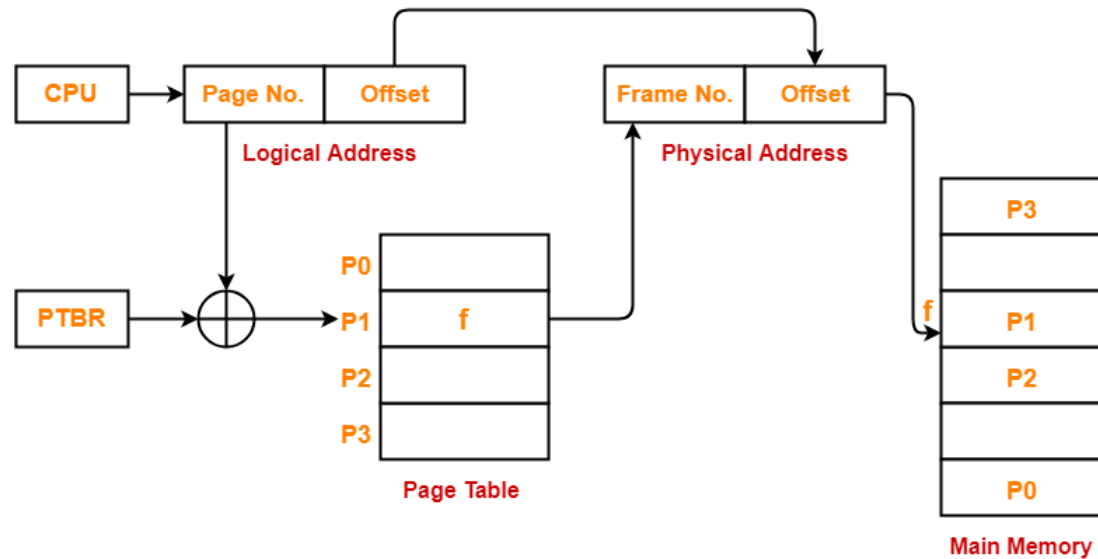 CPU
Page No.
Offset
Frame No.
Offset
Logical Address
Physical Address
P3
P0
PTBR
P1
f
f
P1
P2
P2
P3
P0
Page Table
Main Memory